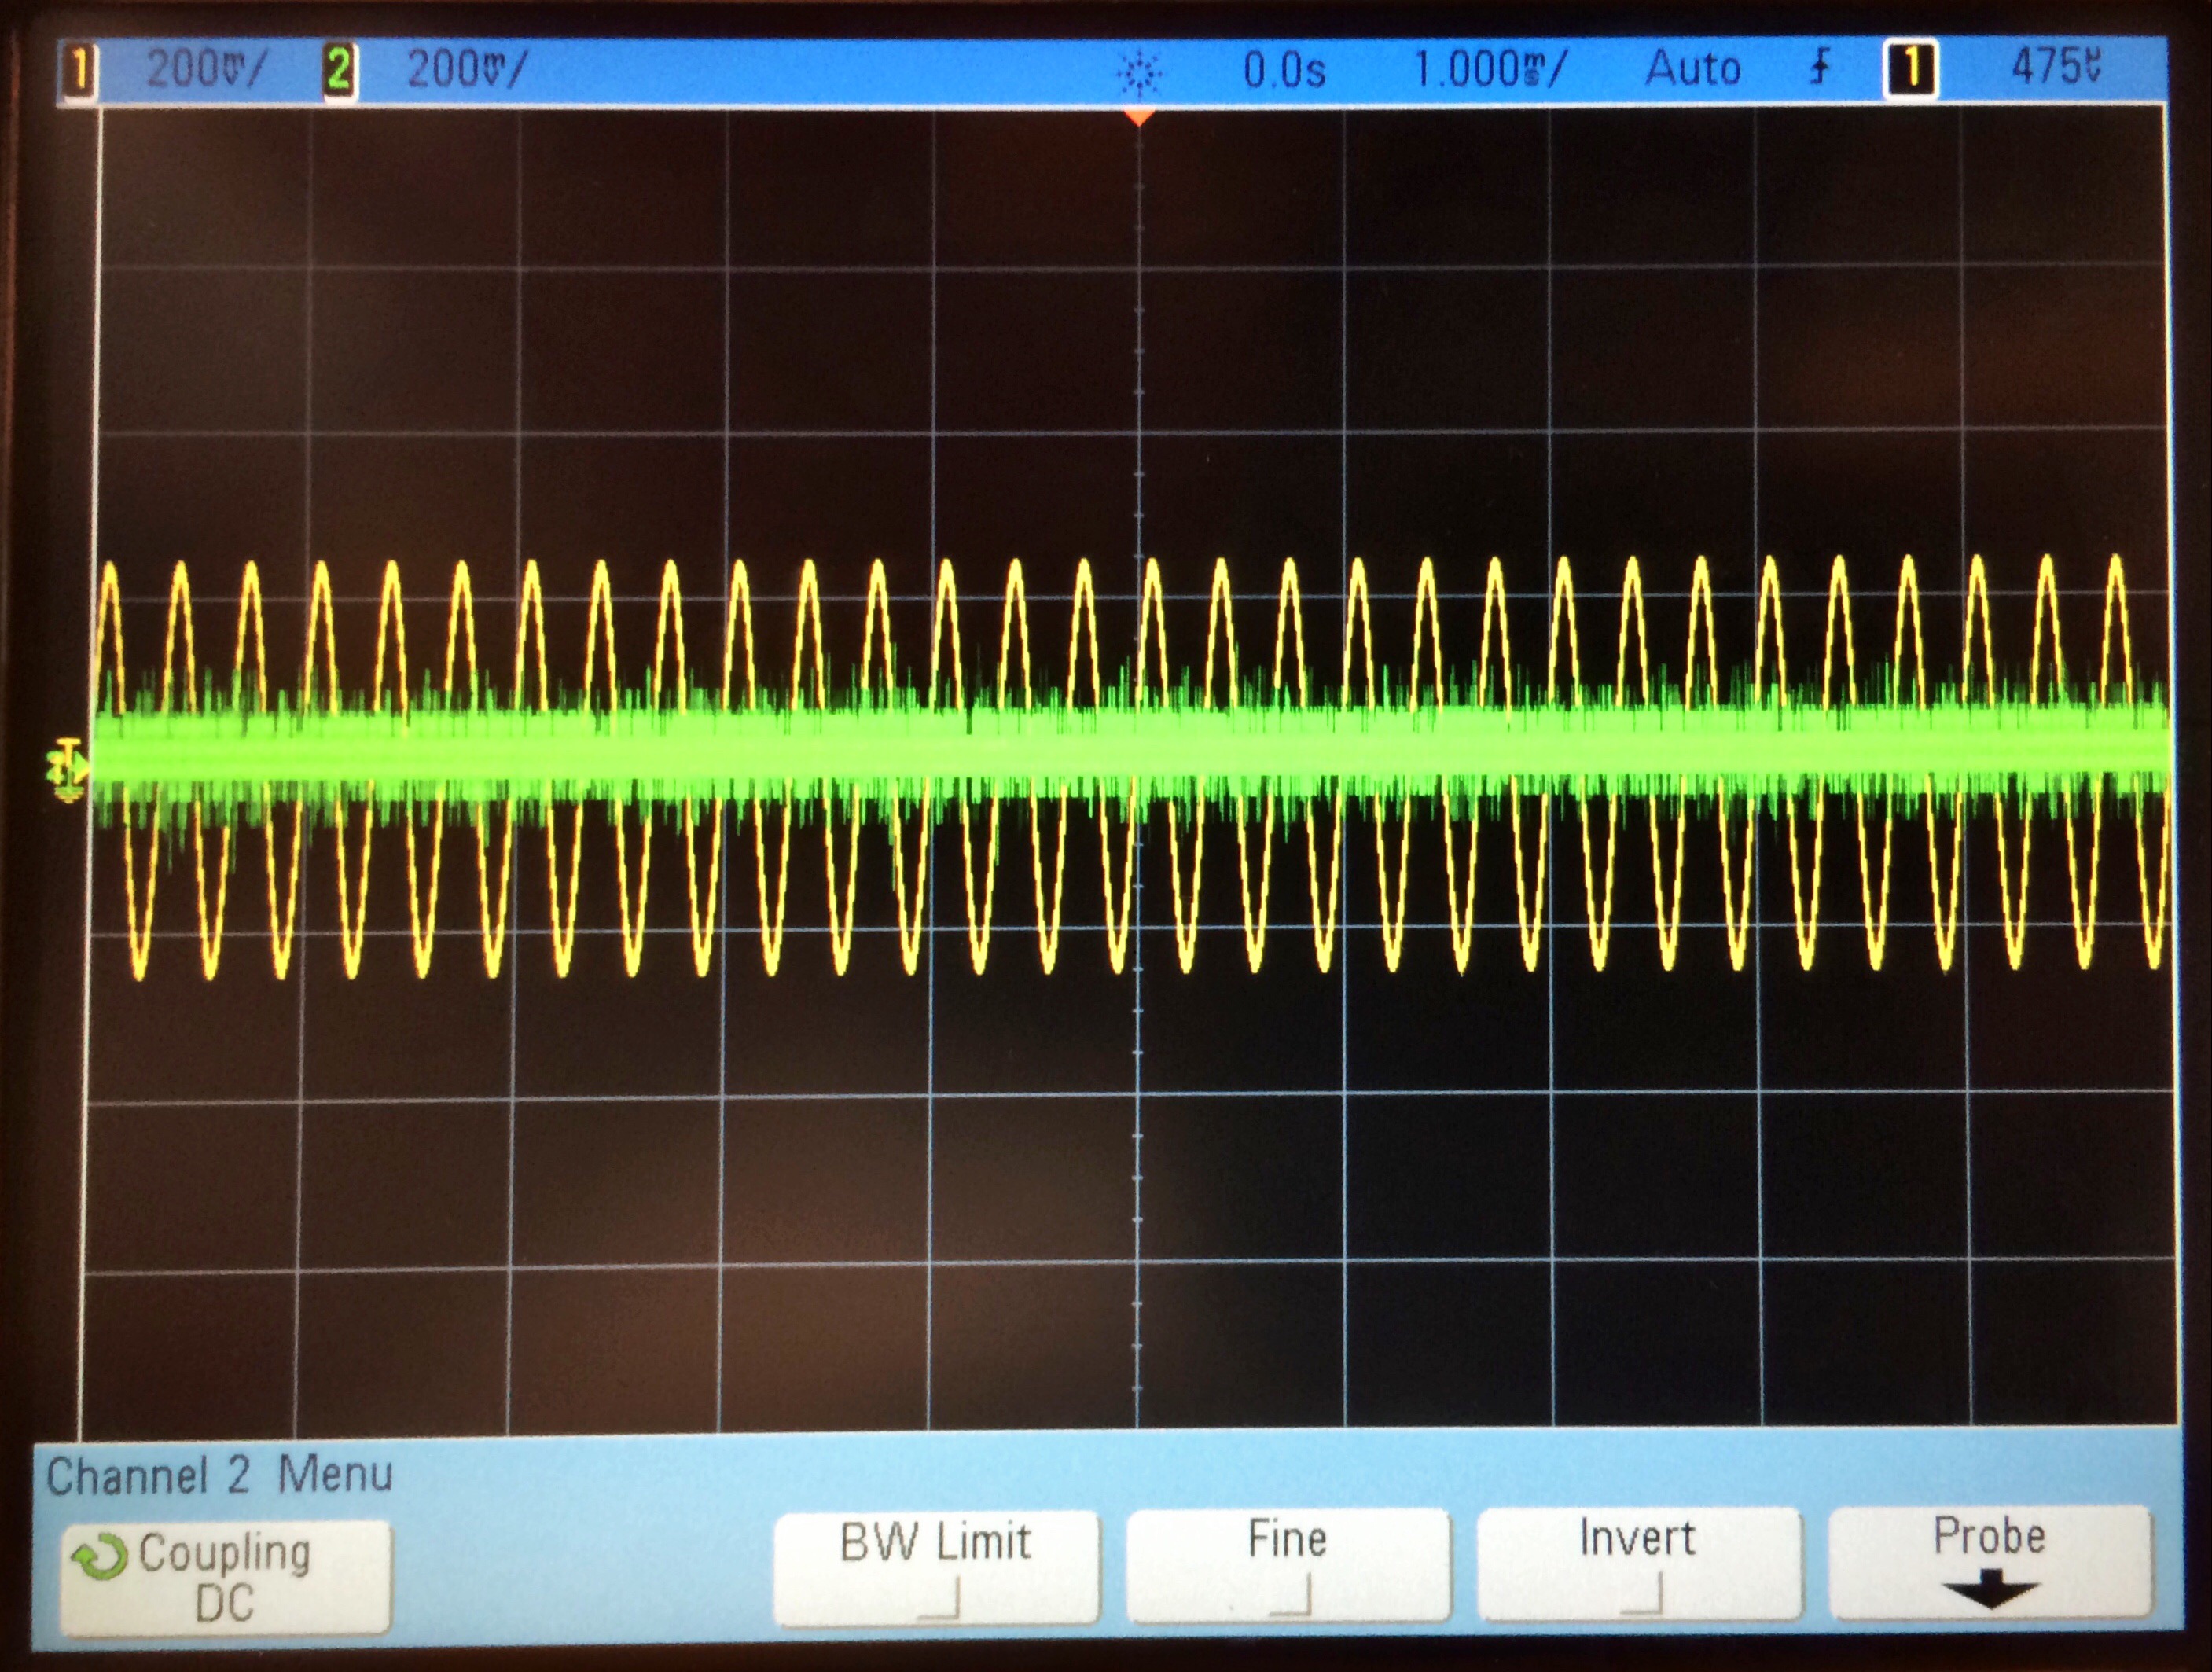 1 200mV/ 2 200mV/ 0.0s 1.000ms/ Auto 1 475
T
Channel 2 Menu
Coupling BW Limit Fine Invert Probe
DC